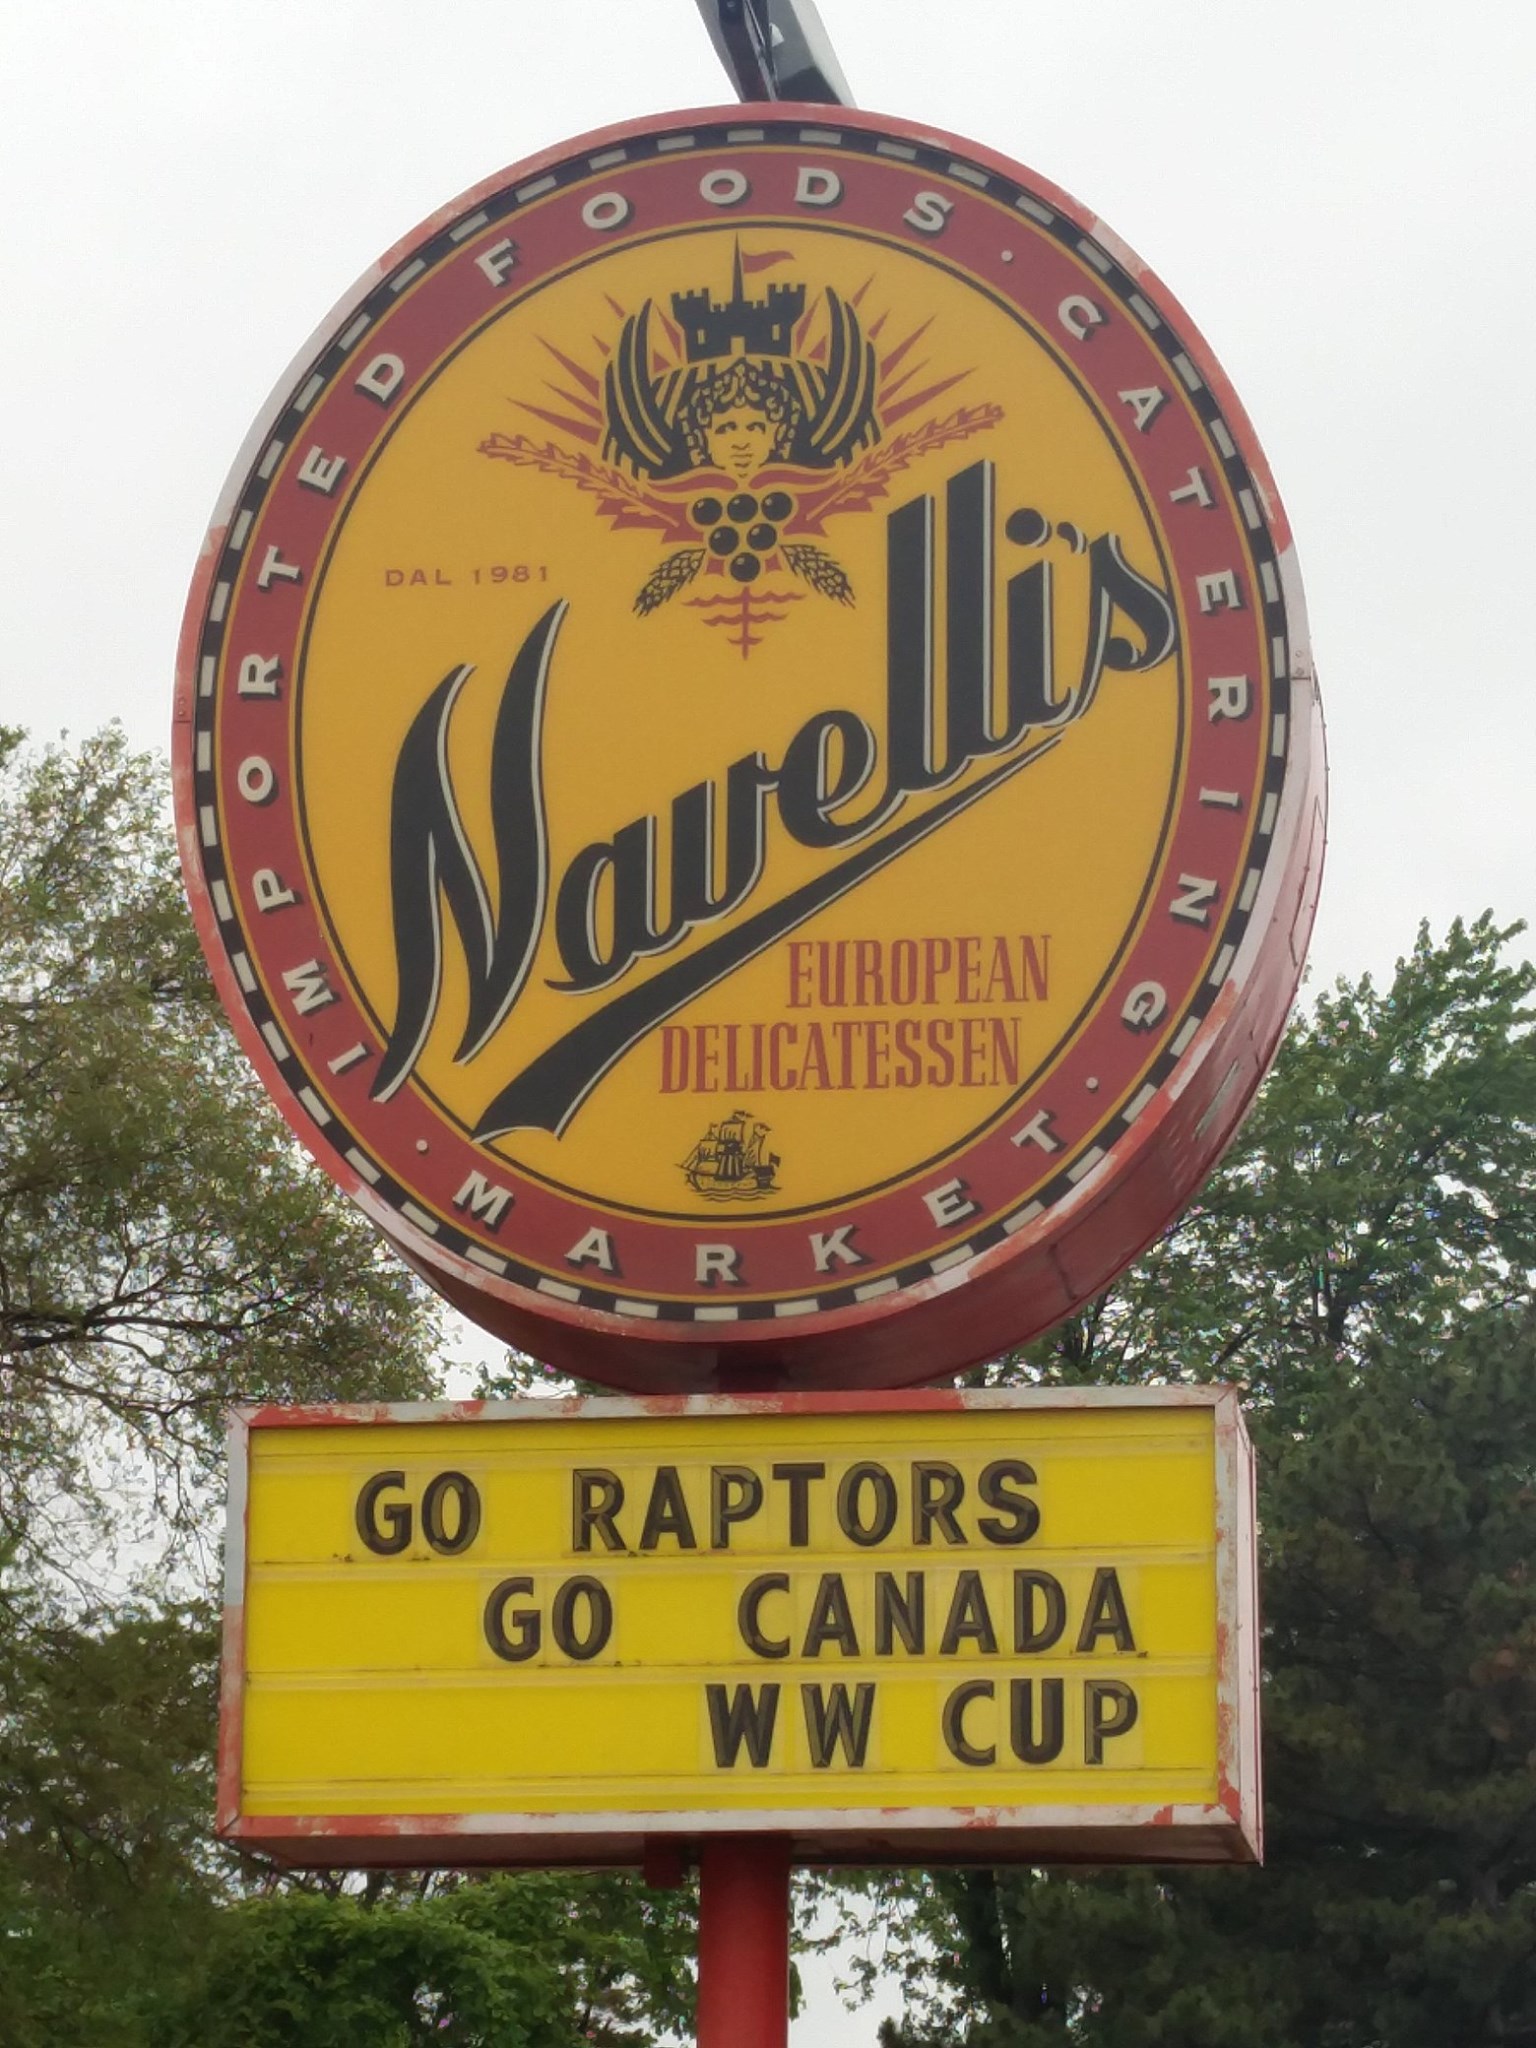 IMPORTED FOODS · CATERING · MARKET ·
DAL 1981
Navelli's
EUROPEAN
DELICATESSEN
GO RAPTORS
GO CANADA
WW CUP